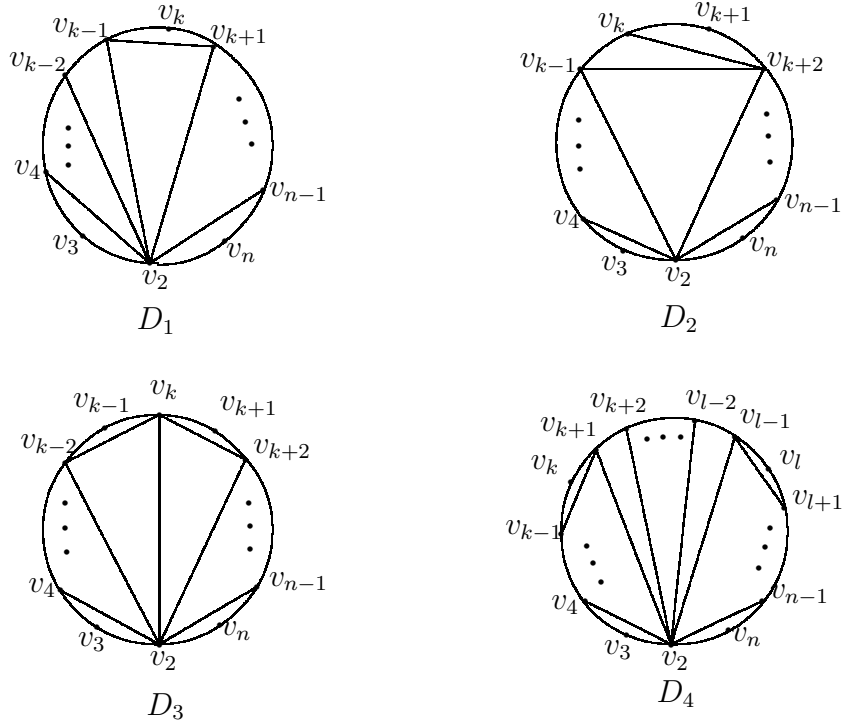 v_k
v_{k-1} v_{k+1}
v_{k-2}
v_4 v_{n-1}
v_3 v_n
v_2
D_1
v_k v_{k+1}
v_{k-1} v_{k+2}
v_4 v_{n-1}
v_3 v_n
v_2
D_2
v_k
v_{k-1} v_{k+1}
v_{k-2} v_{k+2}
v_4 v_{n-1}
v_3 v_n
v_2
D_3
v_{k+2} v_{l-2}
v_{k+1} v_{l-1}
v_k v_l
v_{k-1} v_{l+1}
v_4 v_{n-1}
v_3 v_n
v_2
D_4